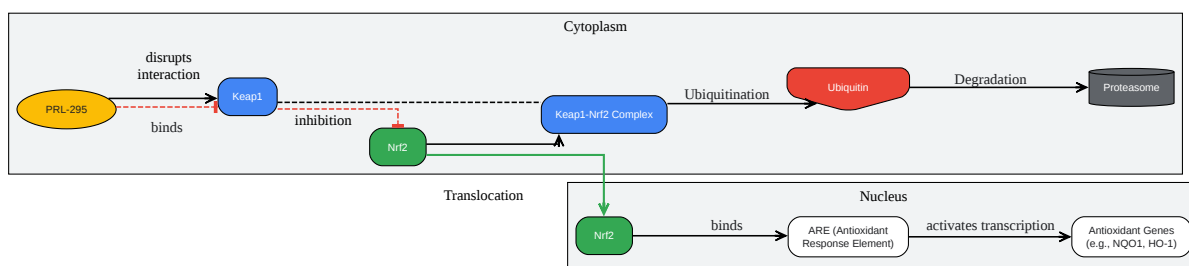 Cytoplasm
disrupts
interaction
PRL-295
binds
Keap1
inhibition
Nrf2
Keap1-Nrf2 Complex
Ubiquitination
Ubiquitin
Degradation
Proteasome
Translocation
Nucleus
Nrf2
binds
ARE (Antioxidant
Response Element)
activates transcription
Antioxidant Genes
(e.g., NQO1, HO-1)